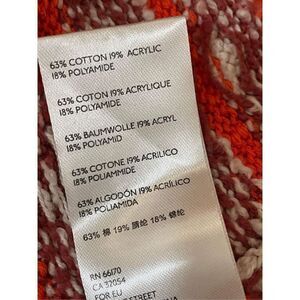 63% COTTON 19% ACRYLIC
18% POLYAMIDE
63% COTON 19% ACRYLIQUE
18% POLYAMIDE
63% BAUMWOLLE 19% ACRYL
18% POLYAMID
63% COTONE 19% ACRILICO
18% POLIAMMIDE
63% ALGODÓN 19% ACRÍLICO
18% POLIAMIDA
63% 棉 19% 腈纶 18% 锦纶
RN 66170
CA 32054
FOR EU
STREET